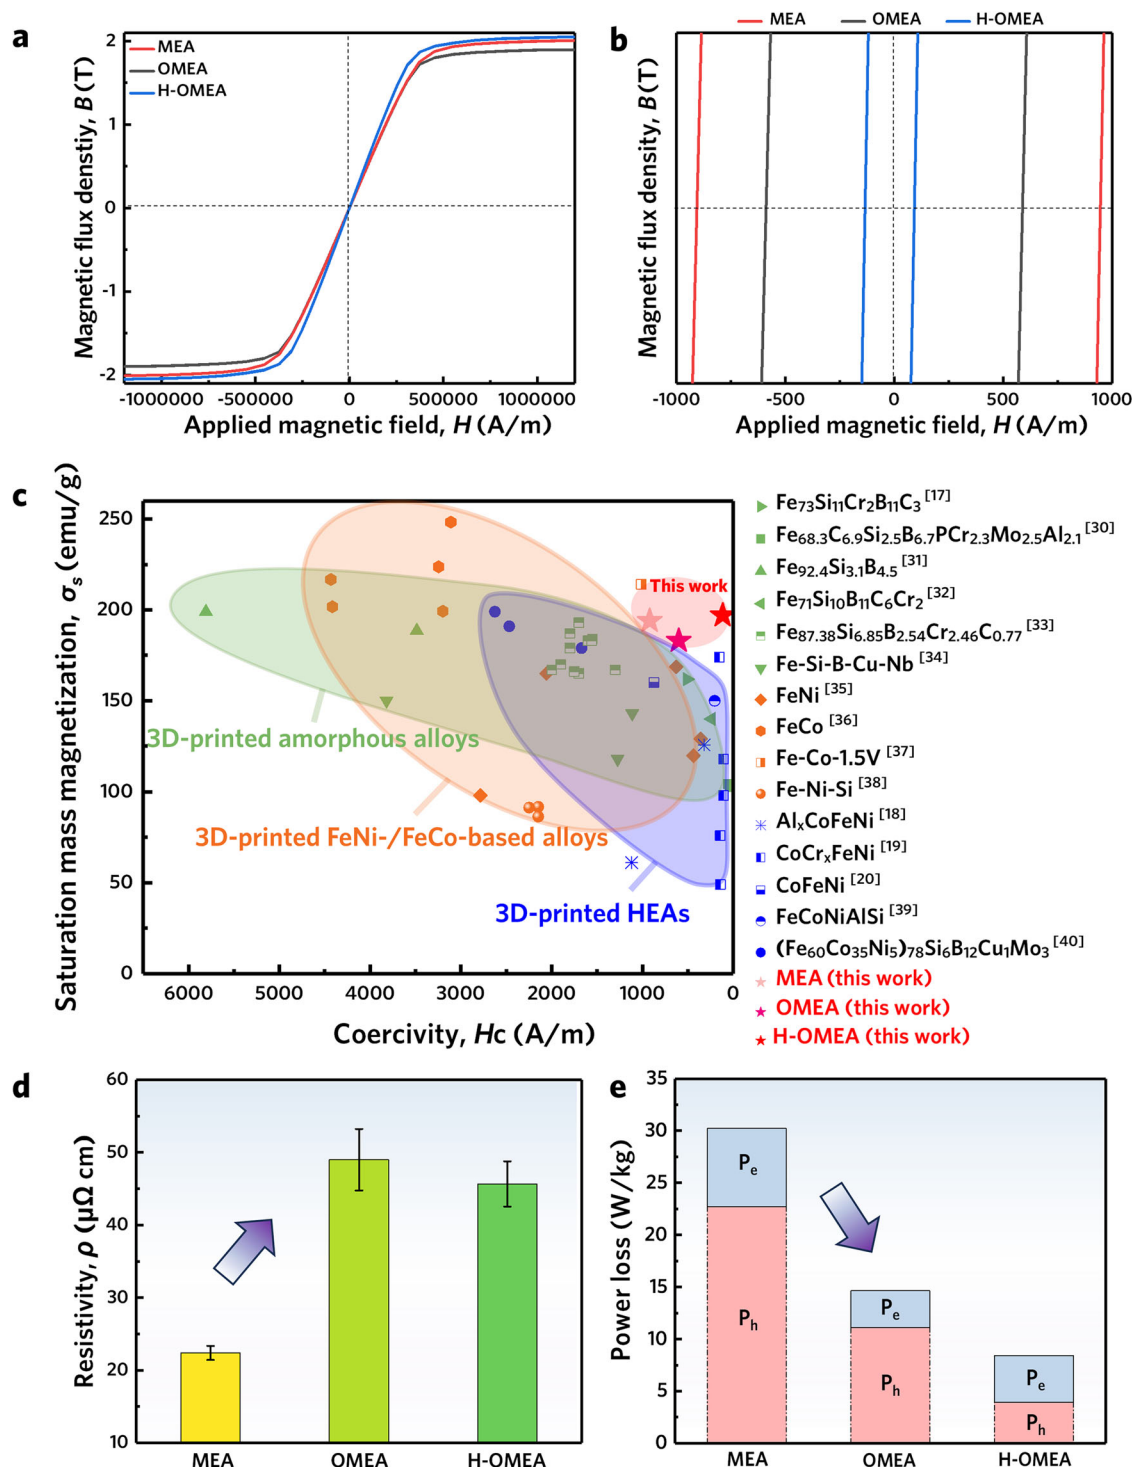 a
MEA
OMEA
H-OMEA
Magnetic flux denstiy, B (T)
2
1
0
-1
-2
-1000000 -500000 0 500000 1000000
Applied magnetic field, H (A/m)
b
MEA OMEA H-OMEA
Magnetic flux density, B (T)
-1000 -500 0 500 1000
Applied magnetic field, H (A/m)
c
Saturation mass magnetization, σs (emu/g)
250
200
150
100
50
0
6000 5000 4000 3000 2000 1000 0
Coercivity, Hc (A/m)
This work
3D-printed amorphous alloys
3D-printed FeNi-/FeCo-based alloys
3D-printed HEAs
Fe73Si11Cr2B11C3 [17]
Fe68.3C6.9Si2.5B6.7PCr2.3Mo2.5Al2.1 [30]
Fe92.4Si3.1B4.5 [31]
Fe71Si10B11C6Cr2 [32]
Fe87.38Si6.85B2.54Cr2.46C0.77 [33]
Fe-Si-B-Cu-Nb [34]
FeNi [35]
FeCo [36]
Fe-Co-1.5V [37]
Fe-Ni-Si [38]
AlxCoFeNi [18]
CoCrxFeNi [19]
CoFeNi [20]
FeCoNiAlSi [39]
(Fe60Co35Ni5)78Si6B12Cu1Mo3 [40]
MEA (this work)
OMEA (this work)
H-OMEA (this work)
d
Resistivity, ρ (μΩ cm)
60
50
40
30
20
10
MEA OMEA H-OMEA
e
Power loss (W/kg)
35
30
25
20
15
10
5
0
Pe
Ph
Pe
Ph
Pe
Ph
MEA OMEA H-OMEA